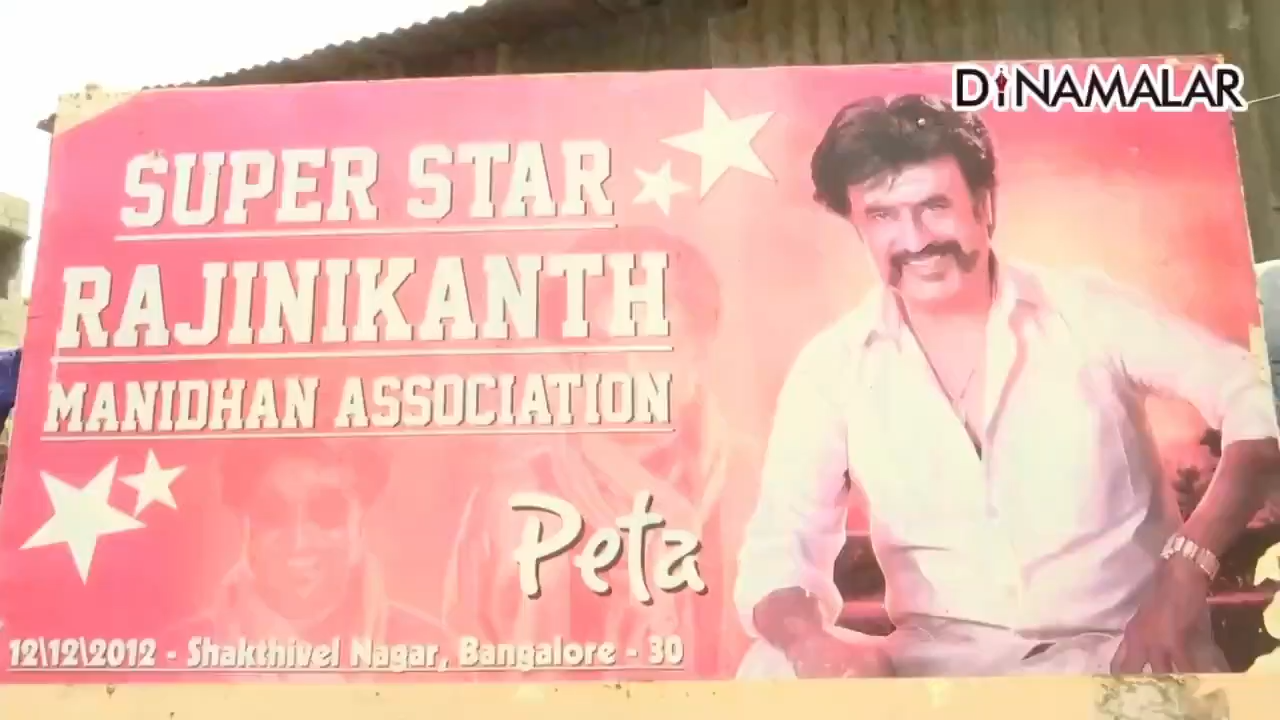 DINAMALAR
SUPER STAR
RAJINIKANTH
MANIDHAN ASSOCIATION
Peta
12\12\2012 - Shakthivel Nagar, Bangalore - 30